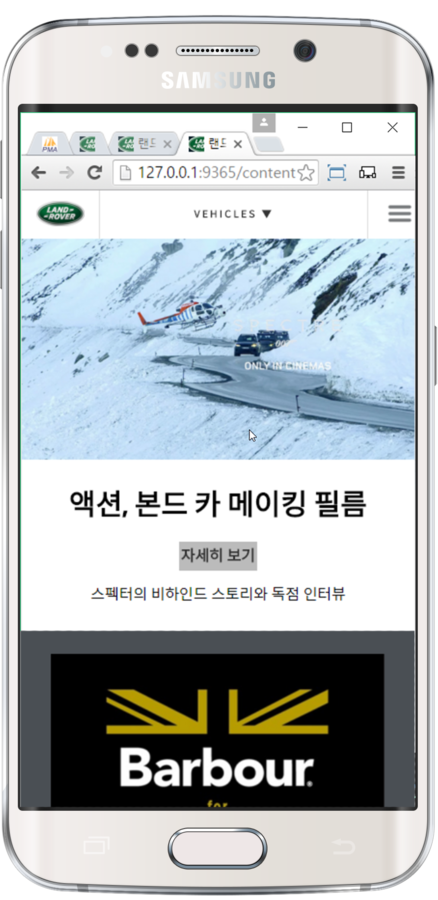 SAMSUNG
PMA
랜드
랜드
127.0.0.1:9365/content
LAND-
-ROVER
VEHICLES ▼
ONLY IN CINEMAS
액션, 본드 카 메이킹 필름
자세히 보기
스펙터의 비하인드 스토리와 독점 인터뷰
Barbour
for